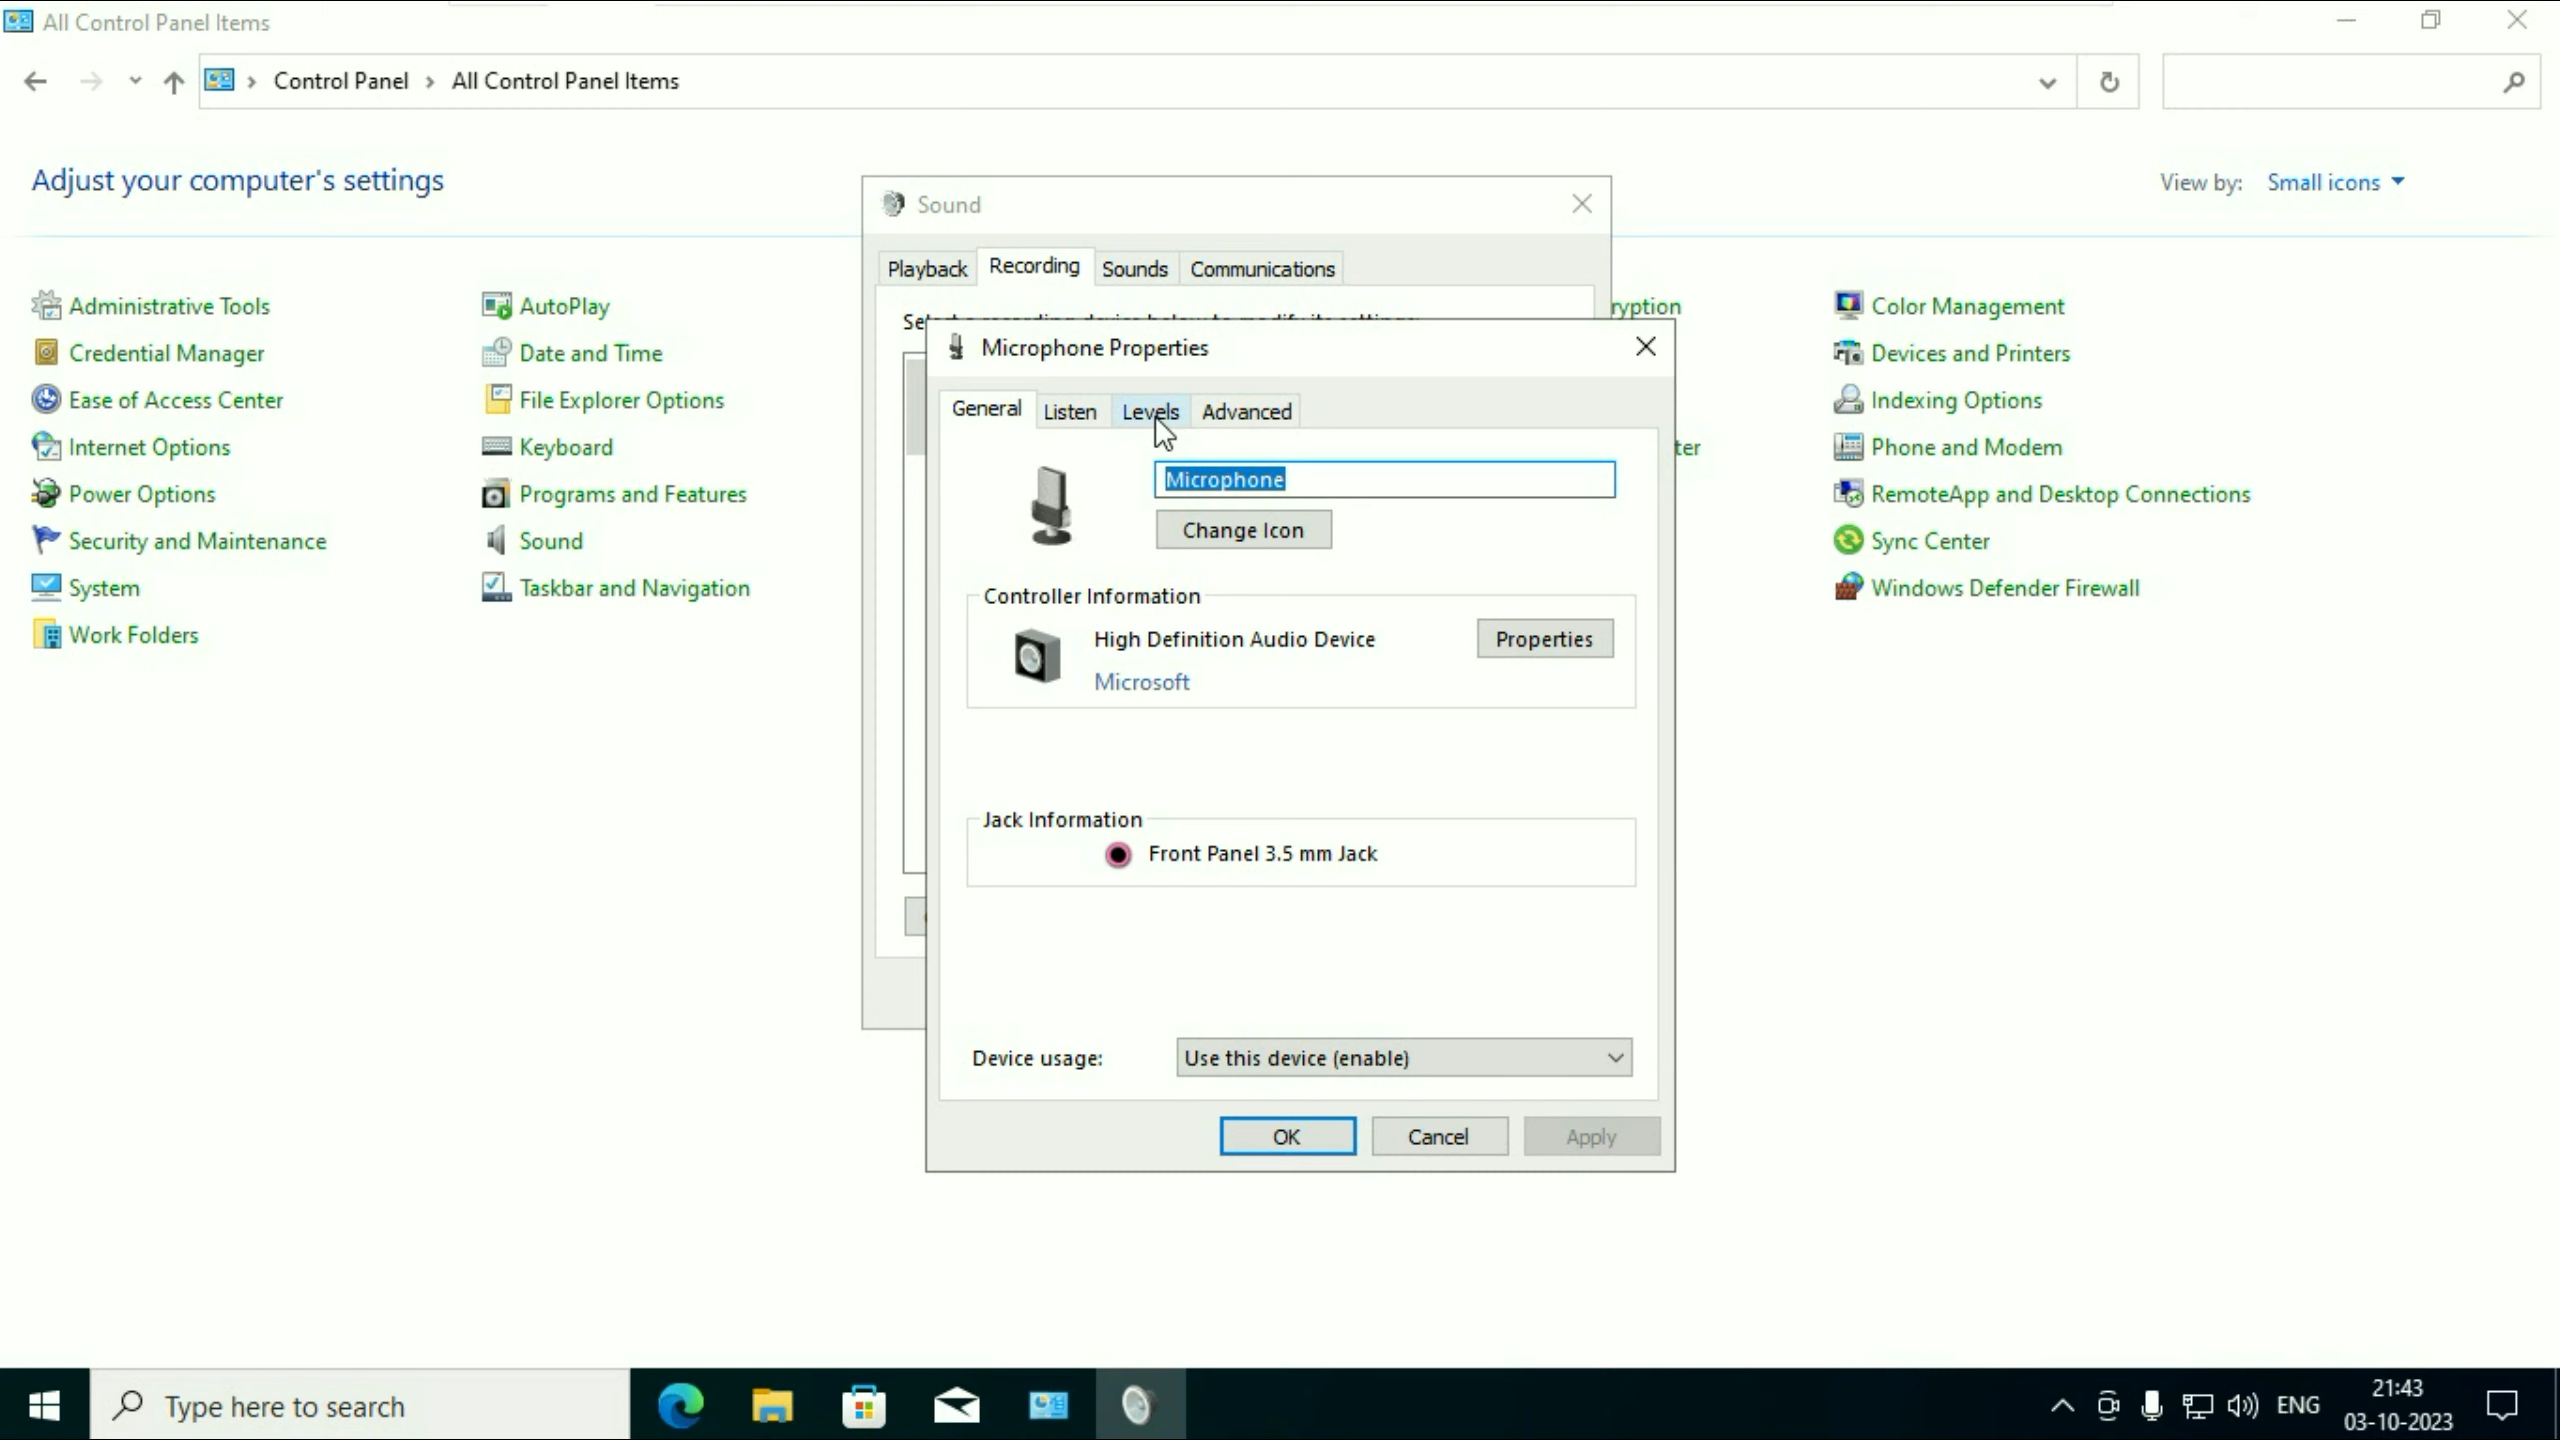 All Control Panel Items
Control Panel > All Control Panel Items
Adjust your computer's settings
View by: Small icons
Administrative Tools
AutoPlay
Color Management
Credential Manager
Date and Time
Devices and Printers
Ease of Access Center
File Explorer Options
Indexing Options
Internet Options
Keyboard
Phone and Modem
Power Options
Programs and Features
RemoteApp and Desktop Connections
Security and Maintenance
Sound
Sync Center
System
Taskbar and Navigation
Windows Defender Firewall
Work Folders
ryption
ter
Sound
Playback Recording Sounds Communications
Select a recording device below to modify its settings:
Microphone Properties
General Listen Levels Advanced
Microphone
Change Icon
Controller Information
High Definition Audio Device
Properties
Microsoft
Jack Information
Front Panel 3.5 mm Jack
Device usage: Use this device (enable)
OK Cancel Apply
Type here to search
ENG
21:43
03-10-2023